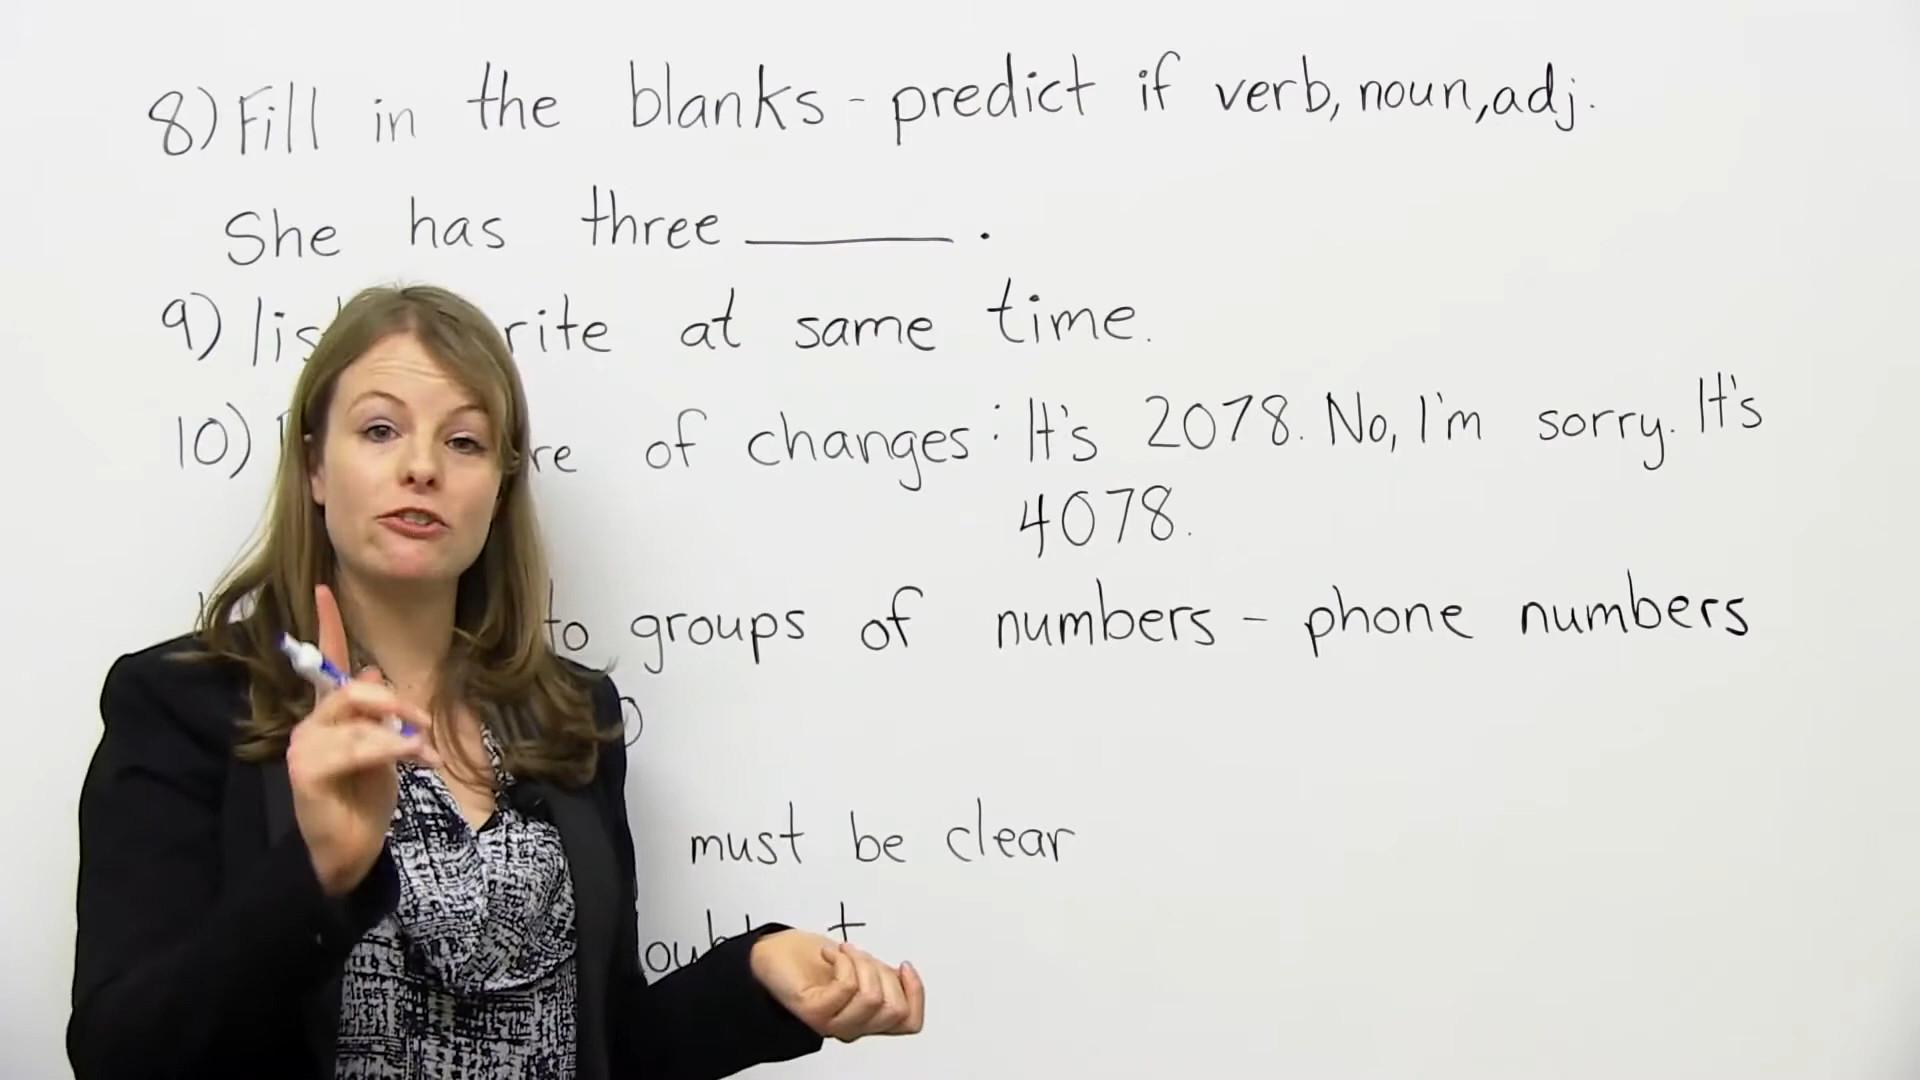 8) Fill in the blanks - predict if verb, noun, adj.
She has three ______.
9) at same time.
10) of changes: It's 2078. No, I'm sorry. It's
4078.
to groups of numbers - phone numbers
must be clear